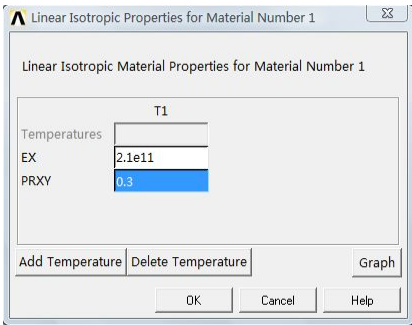 Linear Isotropic Properties for Material Number 1
Linear Isotropic Material Properties for Material Number 1
T1
Temperatures
EX 2.1e11
PRXY 0.3
Add Temperature Delete Temperature Graph
OK Cancel Help